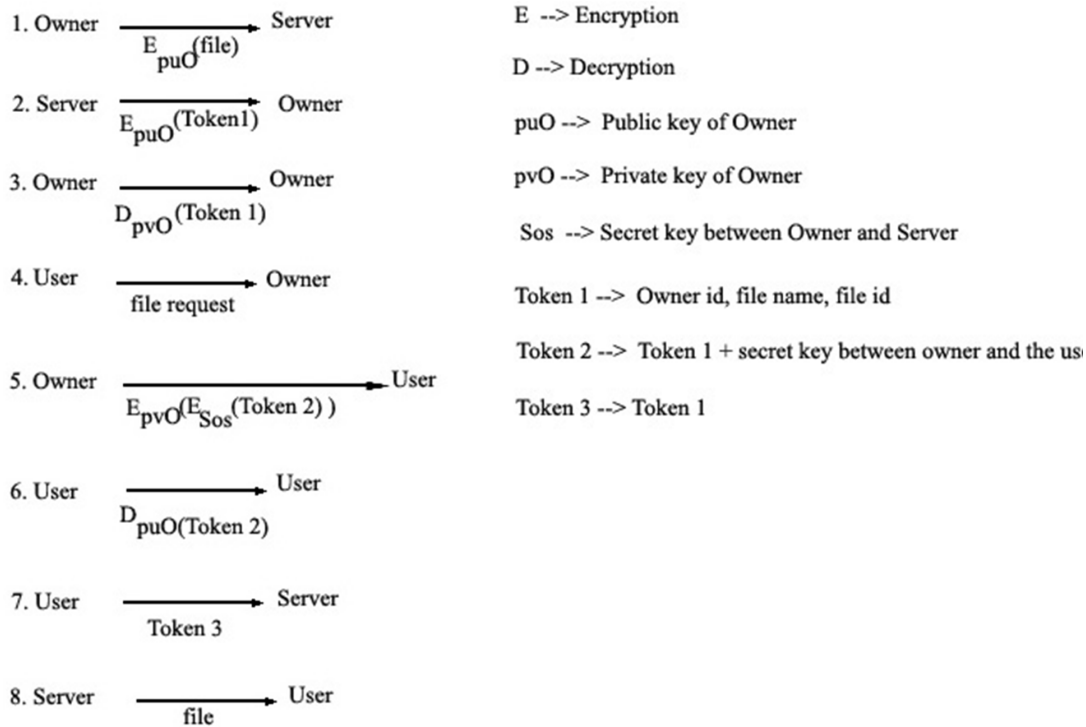 1. Owner Server
E puO (file)
2. Server Owner
E puO (Token1)
3. Owner Owner
D pvO (Token 1)
4. User Owner
file request
5. Owner User
E pvO (E Sos (Token 2) )
6. User User
D puO(Token 2)
7. User Server
Token 3
8. Server User
file
E --> Encryption
D --> Decryption
puO --> Public key of Owner
pvO --> Private key of Owner
Sos --> Secret key between Owner and Server
Token 1 --> Owner id, file name, file id
Token 2 --> Token 1 + secret key between owner and the us
Token 3 --> Token 1